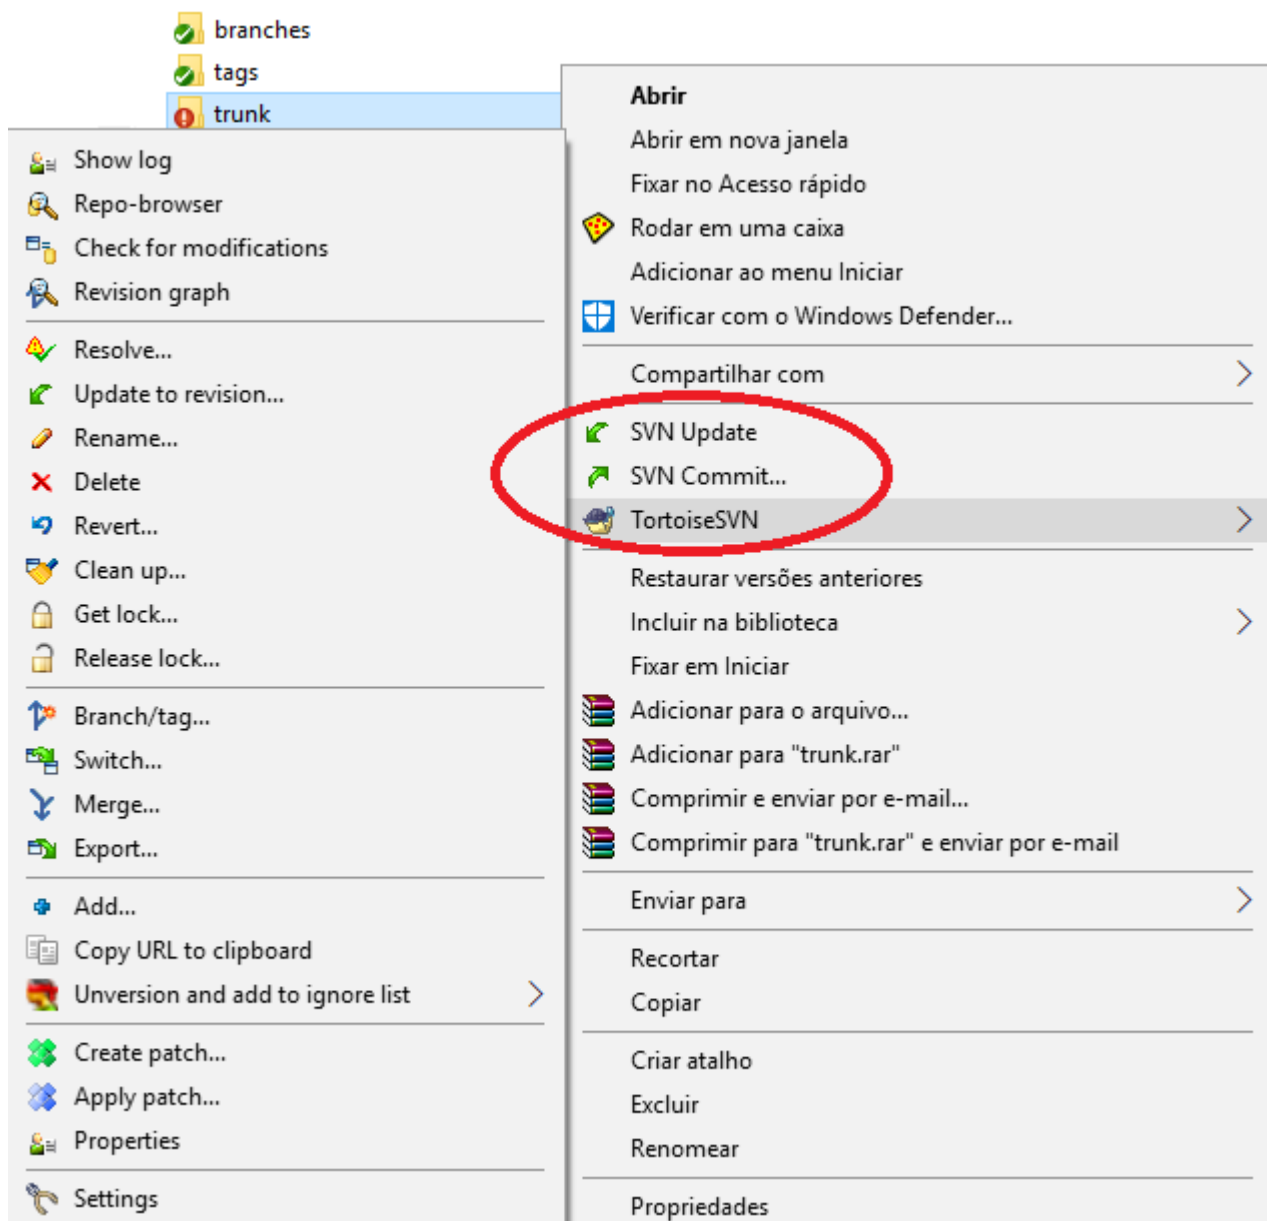 branches
tags
trunk
Show log
Repo-browser
Check for modifications
Revision graph
Resolve...
Update to revision...
Rename...
Delete
Revert...
Clean up...
Get lock...
Release lock...
Branch/tag...
Switch...
Merge...
Export...
Add...
Copy URL to clipboard
Unversion and add to ignore list
Create patch...
Apply patch...
Properties
Settings
Abrir
Abrir em nova janela
Fixar no Acesso rápido
Rodar em uma caixa
Adicionar ao menu Iniciar
Verificar com o Windows Defender...
Compartilhar com
SVN Update
SVN Commit...
TortoiseSVN
Restaurar versões anteriores
Incluir na biblioteca
Fixar em Iniciar
Adicionar para o arquivo...
Adicionar para "trunk.rar"
Comprimir e enviar por e-mail...
Comprimir para "trunk.rar" e enviar por e-mail
Enviar para
Recortar
Copiar
Criar atalho
Excluir
Renomear
Propriedades